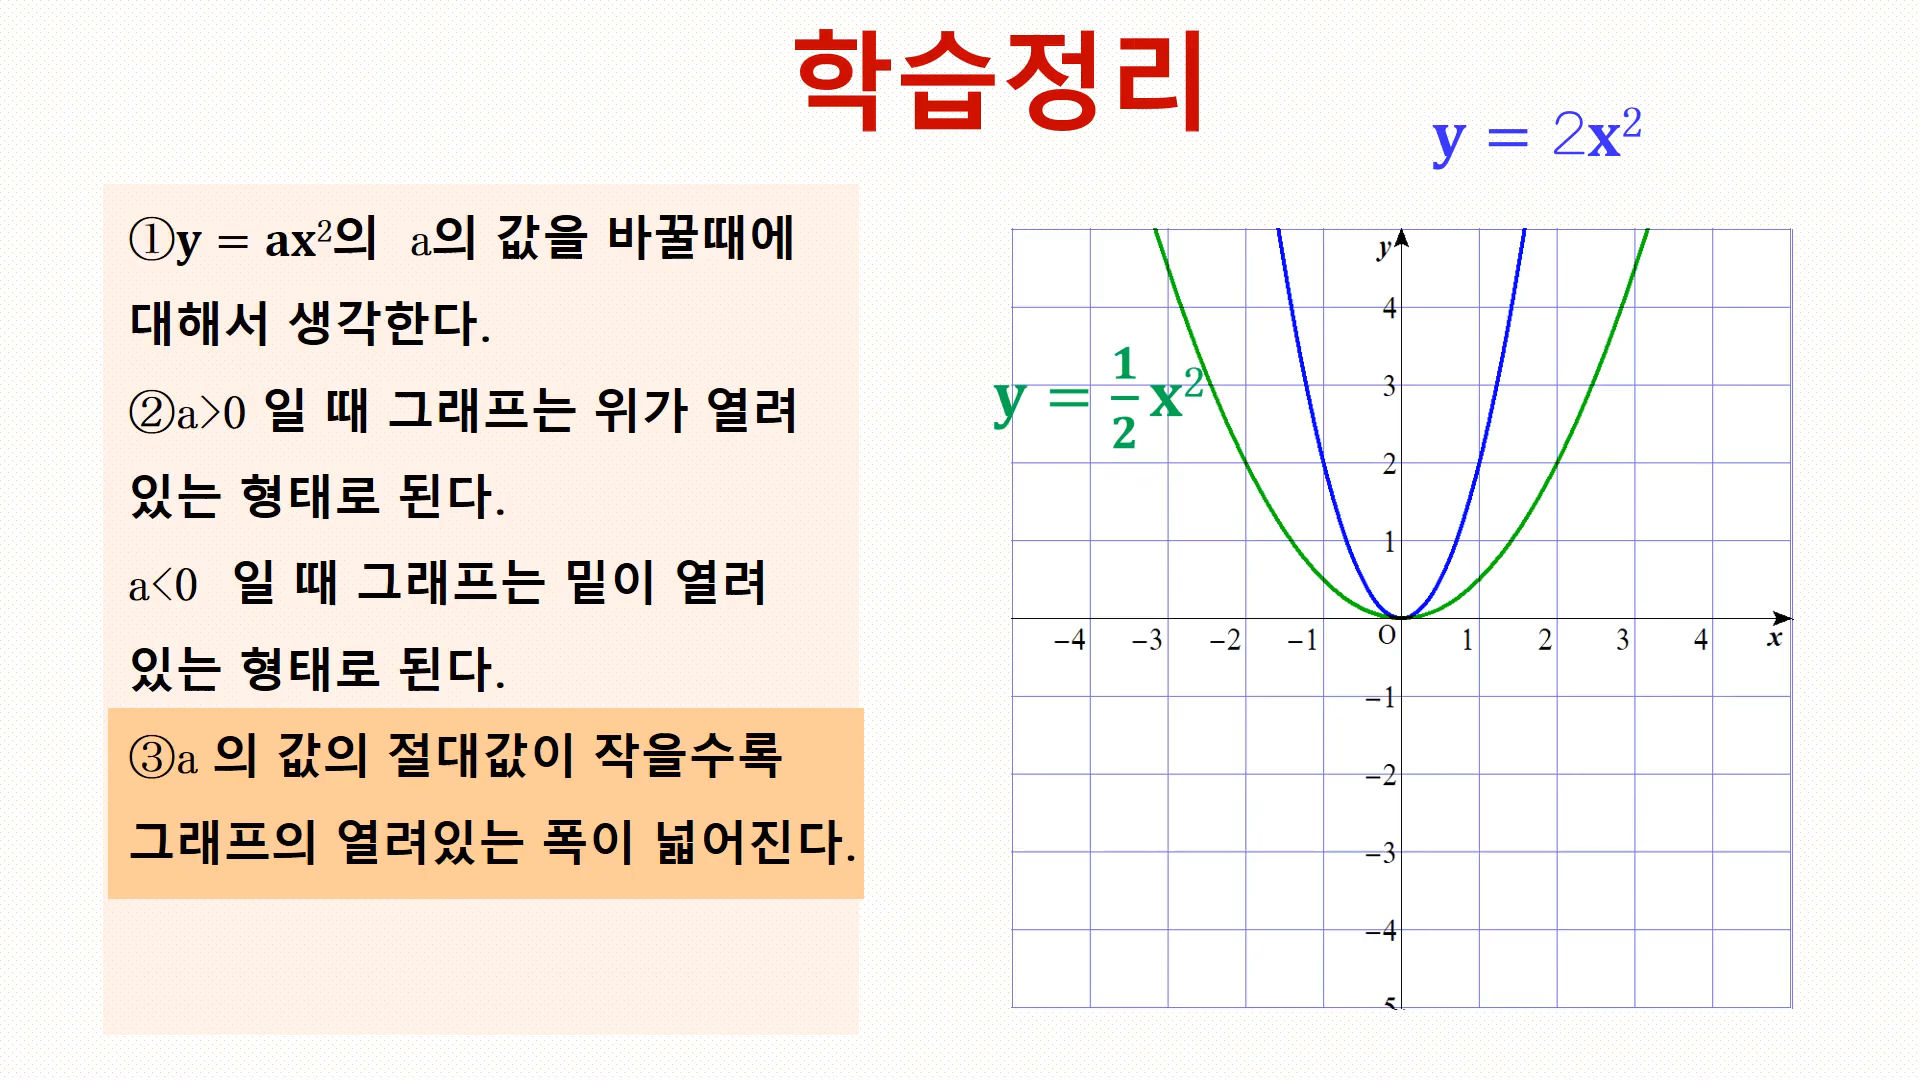 학습정리
y = 2x²
①y = ax²의 a의 값을 바꿀때에
대해서 생각한다.
②a>0 일 때 그래프는 위가 열려
있는 형태로 된다.
a<0 일 때 그래프는 밑이 열려
있는 형태로 된다.
③a 의 값의 절대값이 작을수록
그래프의 열려있는 폭이 넓어진다.
y = 1/2 x²
y
4
3
2
1
−4 −3 −2 −1 O 1 2 3 4 x
−1
−2
−3
−4
5